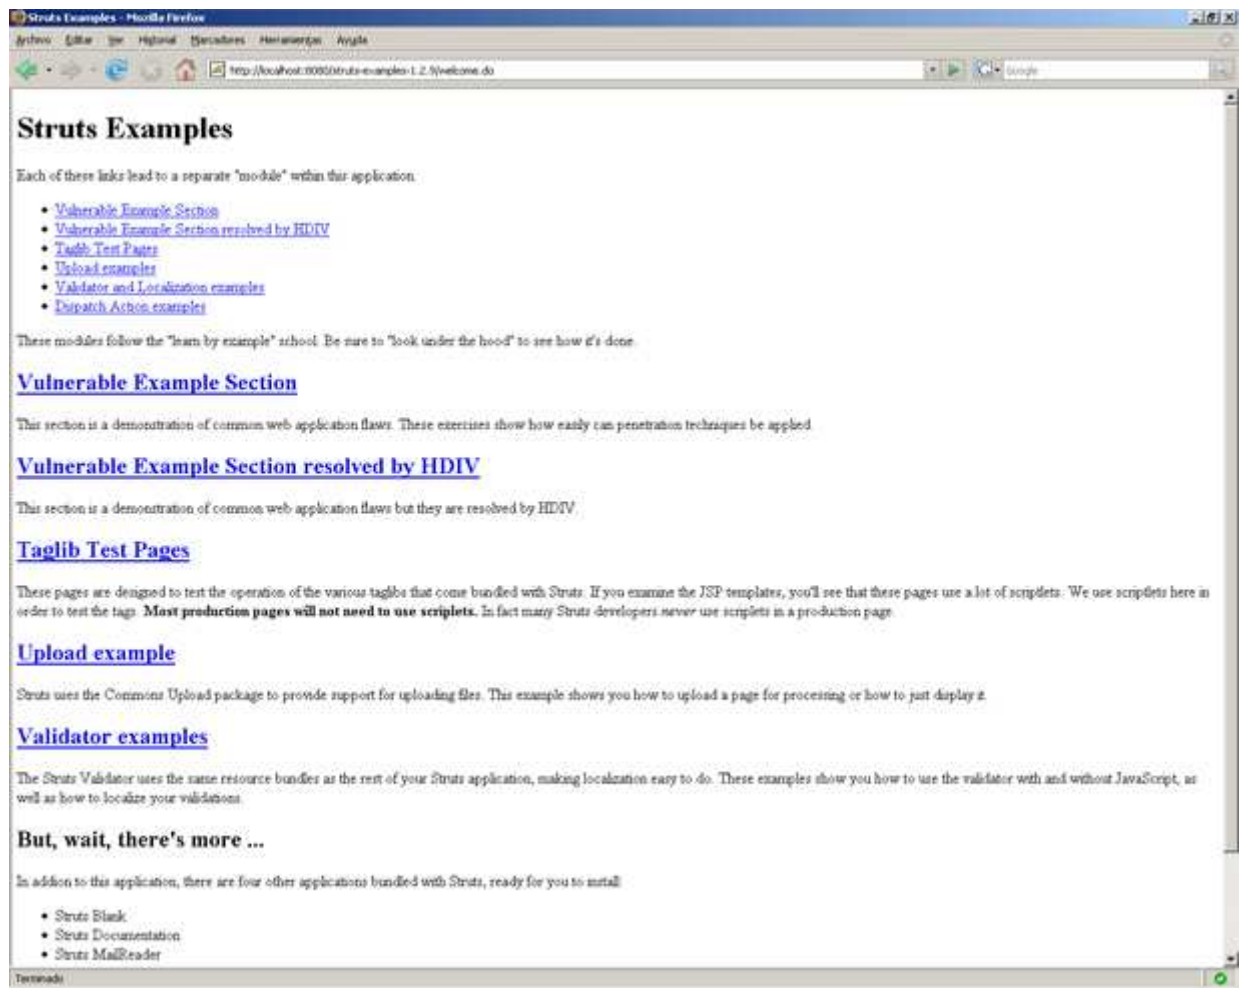 Struts Examples - Mozilla Firefox
Archivo Editar Ver Historial Marcadores Herramientas Ayuda
http://localhost:8080/struts-examples-1.2.9/welcome.do
Google
Struts Examples
Each of these links lead to a separate "module" within this application.
Vulnerable Example Section
Vulnerable Example Section resolved by HDIV
Taglib Test Pages
Upload examples
Validator and Localization examples
Dispatch Action examples
These modules follow the "learn by example" school. Be sure to "look under the hood" to see how it's done.
Vulnerable Example Section
This section is a demonstration of common web application flaws. These exercises show how easily can penetration techniques be applied.
Vulnerable Example Section resolved by HDIV
This section is a demonstration of common web application flaws but they are resolved by HDIV.
Taglib Test Pages
These pages are designed to test the operation of the various taglibs that come bundled with Struts. If you examine the JSP templates, you'll see that these pages use a lot of scriptlets. We use scriptlets here in
order to test the tags. Most production pages will not need to use scriplets. In fact many Struts developers never use scriplets in a production page.
Upload example
Struts uses the Commons Upload package to provide support for uploading files. This example shows you how to upload a page for processing or how to just display it.
Validator examples
The Struts Validator uses the same resource bundles as the rest of your Struts application, making localization easy to do. These examples show you how to use the validator with and without JavaScript, as
well as how to localize your validations.
But, wait, there's more ...
In addion to this application, there are four other applications bundled with Struts, ready for you to install:
Struts Blank
Struts Documentation
Struts MailReader
Terminado